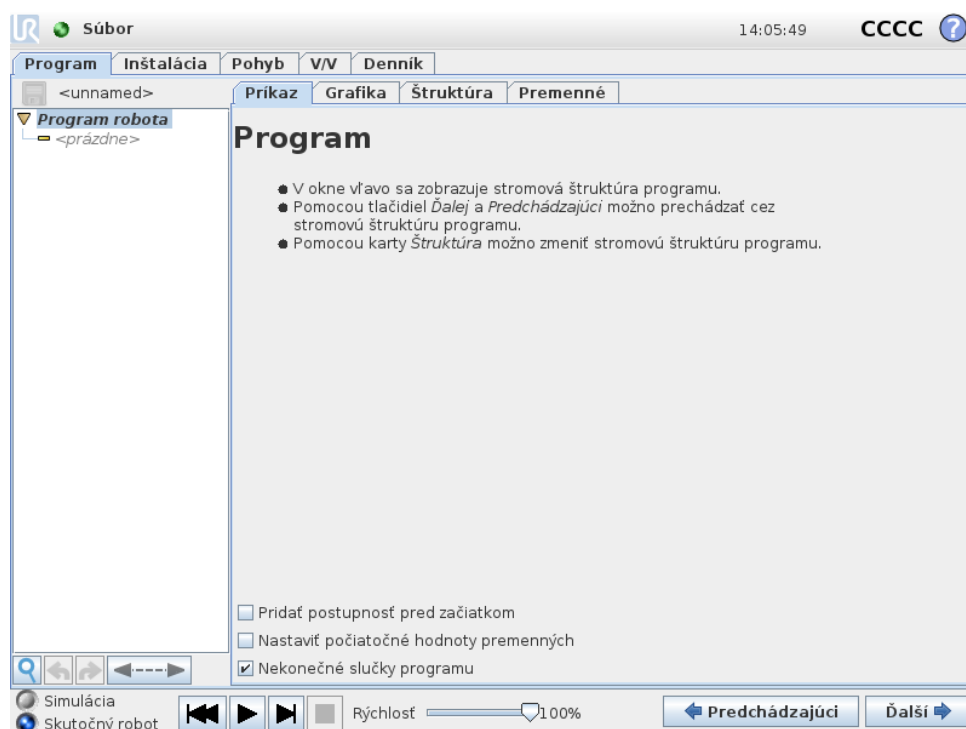 UR Súbor 14:05:49 CCCC ?
Program Inštalácia Pohyb V/V Denník
<unnamed> Príkaz Grafika Štruktúra Premenné
Program robota
<prázdne>
Program
V okne vľavo sa zobrazuje stromová štruktúra programu.
Pomocou tlačidiel Ďalej a Predchádzajúci možno prechádzať cez
stromovú štruktúru programu.
Pomocou karty Štruktúra možno zmeniť stromovú štruktúru programu.
Pridať postupnosť pred začiatkom
Nastaviť počiatočné hodnoty premenných
Nekonečné slučky programu
Simulácia
Skutočný robot
Rýchlosť 100% Predchádzajúci Ďalší